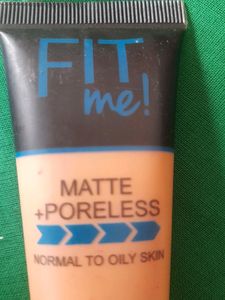 FIT
me!
MATTE
+PORELESS
NORMAL TO OILY SKIN